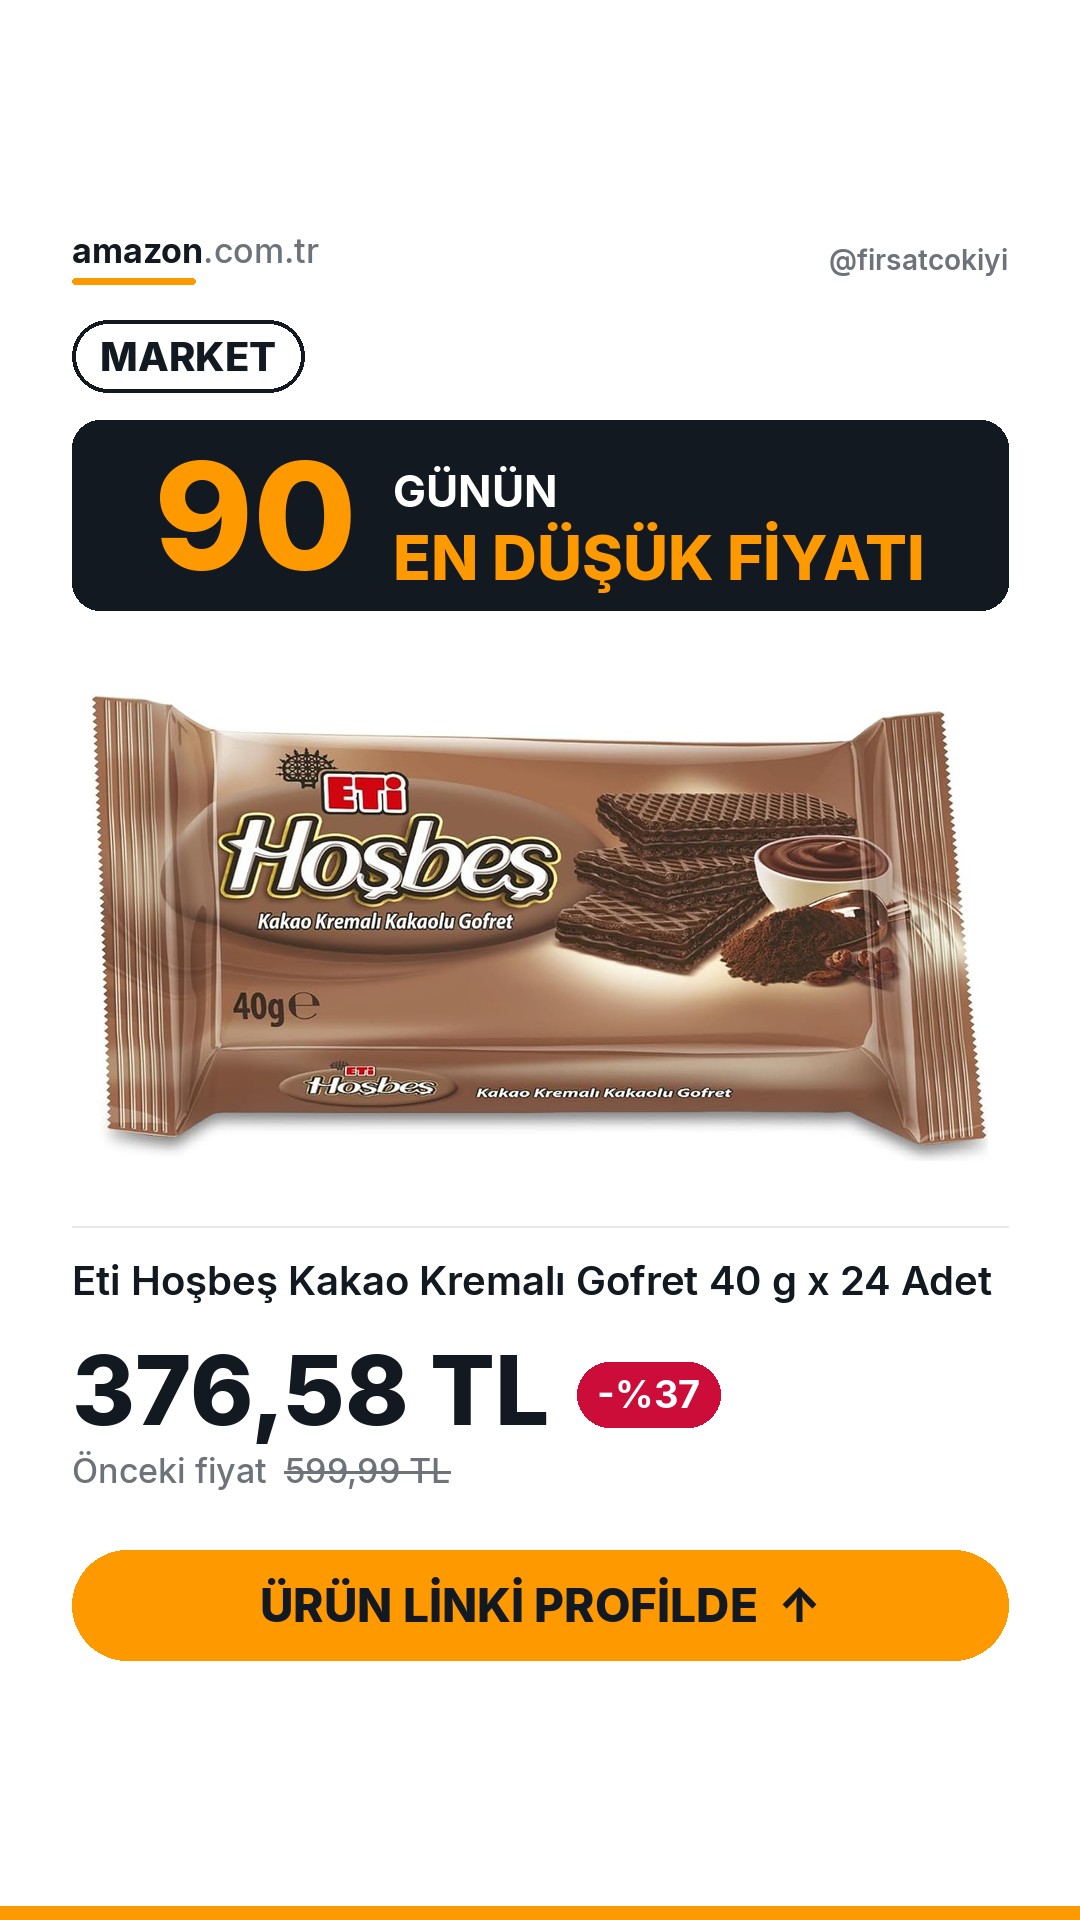 amazon.com.tr
@firsatcokiyi
MARKET
90
GÜNÜN
EN DÜŞÜK FİYATI
ETi
Hoşbeş
Kakao Kremalı Kakaolu Gofret
40g℮
ETi
Hoşbeş
Kakao Kremalı Kakaolu Gofret
Eti Hoşbeş Kakao Kremalı Gofret 40 g x 24 Adet
376,58 TL -%37
Önceki fiyat 599,99 TL
ÜRÜN LİNKİ PROFİLDE ↑